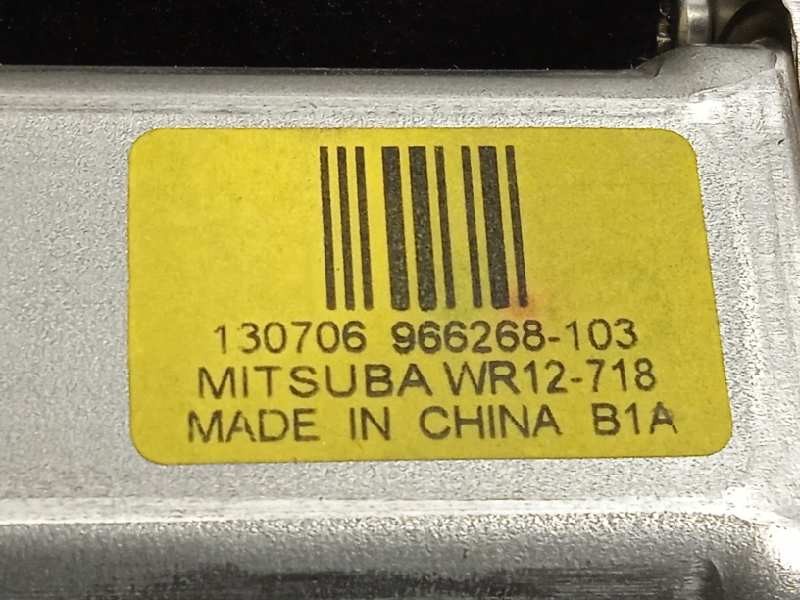 130706 966268-103
MITSUBA WR12-718
MADE IN CHINA B1A